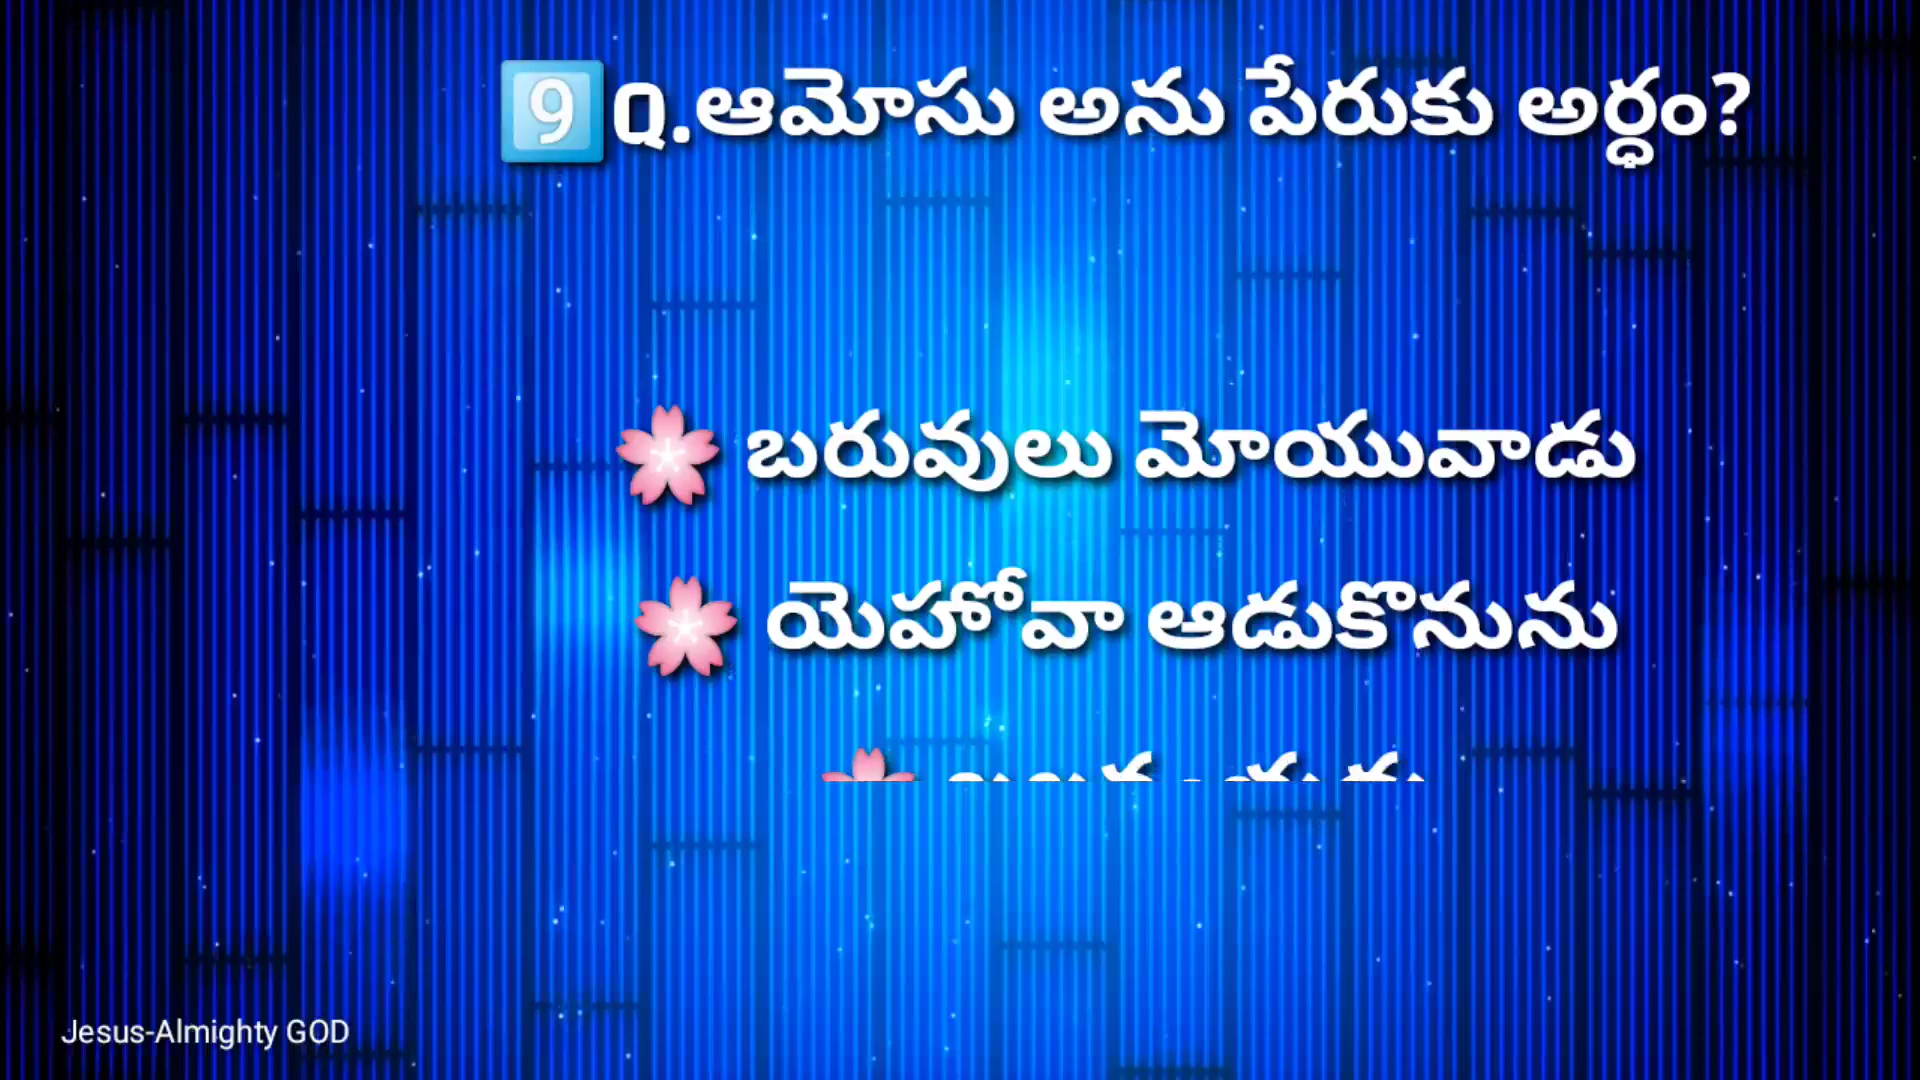 9 Q.ఆమోసు అను పేరుకు అర్ధం?
బరువులు మోయువాడు
యెహోవా ఆడుకొనును
Jesus-Almighty GOD